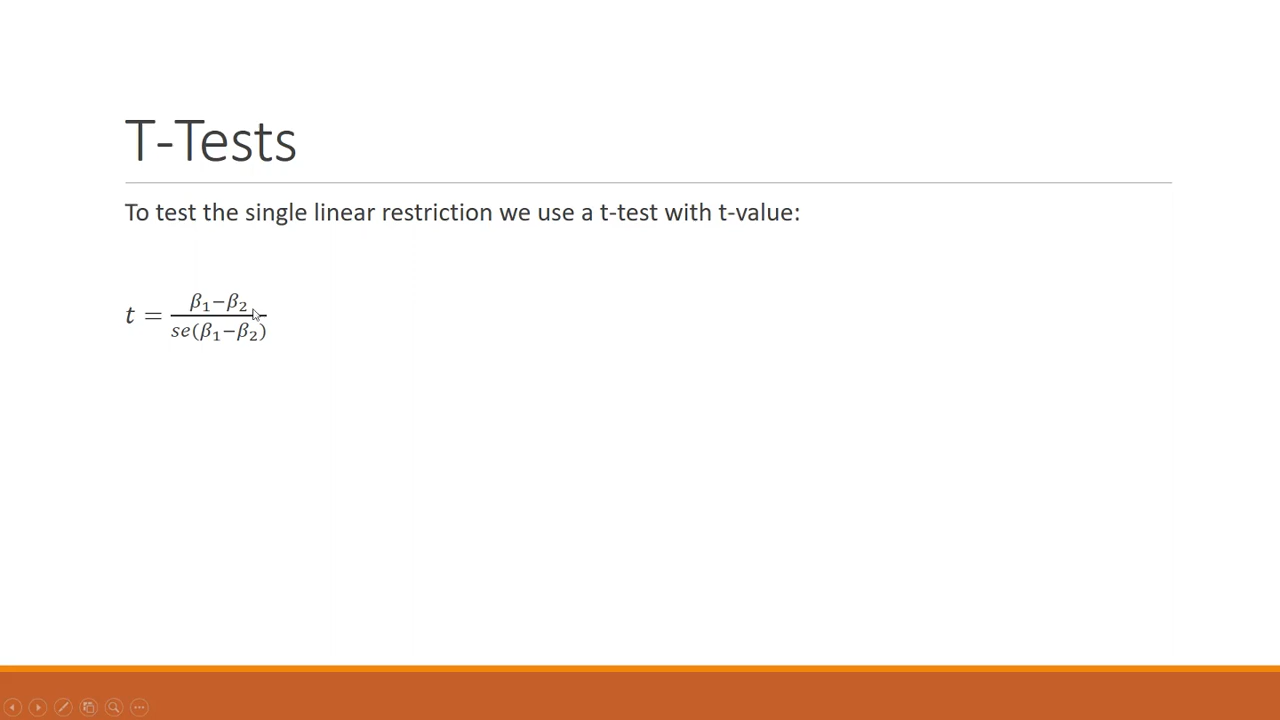 T-Tests
To test the single linear restriction we use a t-test with t-value:
t = β₁−β₂ / se(β₁−β₂)